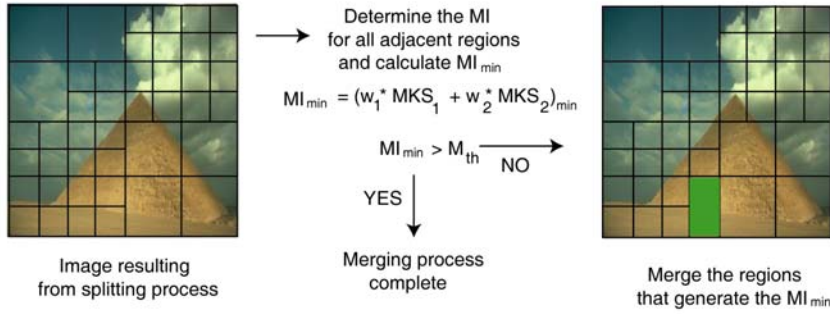 Determine the MI
for all adjacent regions
and calculate MI min
MI min = (w1* MKS1 + w2* MKS2)min
MI min > M th
NO
YES
Merging process
complete
Image resulting
from splitting process
Merge the regions
that generate the MI min